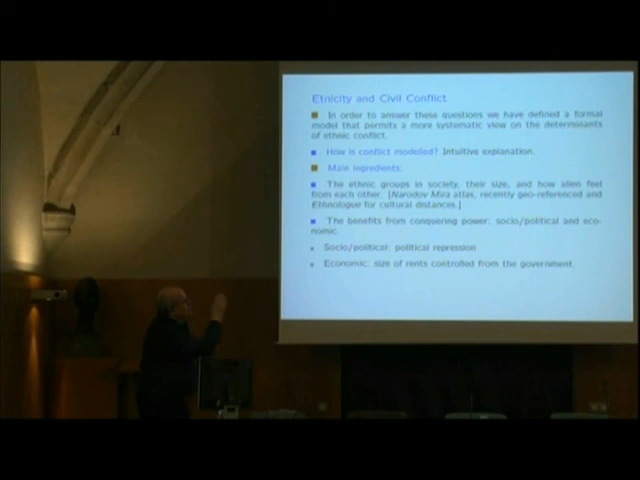 Etnicity and Civil Conflict
In order to answer these questions we have defined a formal
model that permits a more systematic view on the determinants
of ethnic conflict.
How is conflict modelled? Intuitive explanation.
Main ingredients.
The ethnic groups in society, their size, and how alien feel
from each other. [Narodov Mira atlas, recently geo-referenced and
Ethnologue for cultural distances.]
The benefits from conquering power: socio/political and eco-
nomic.
Socio/political: political repression
Economic: size of rents controlled from the government.